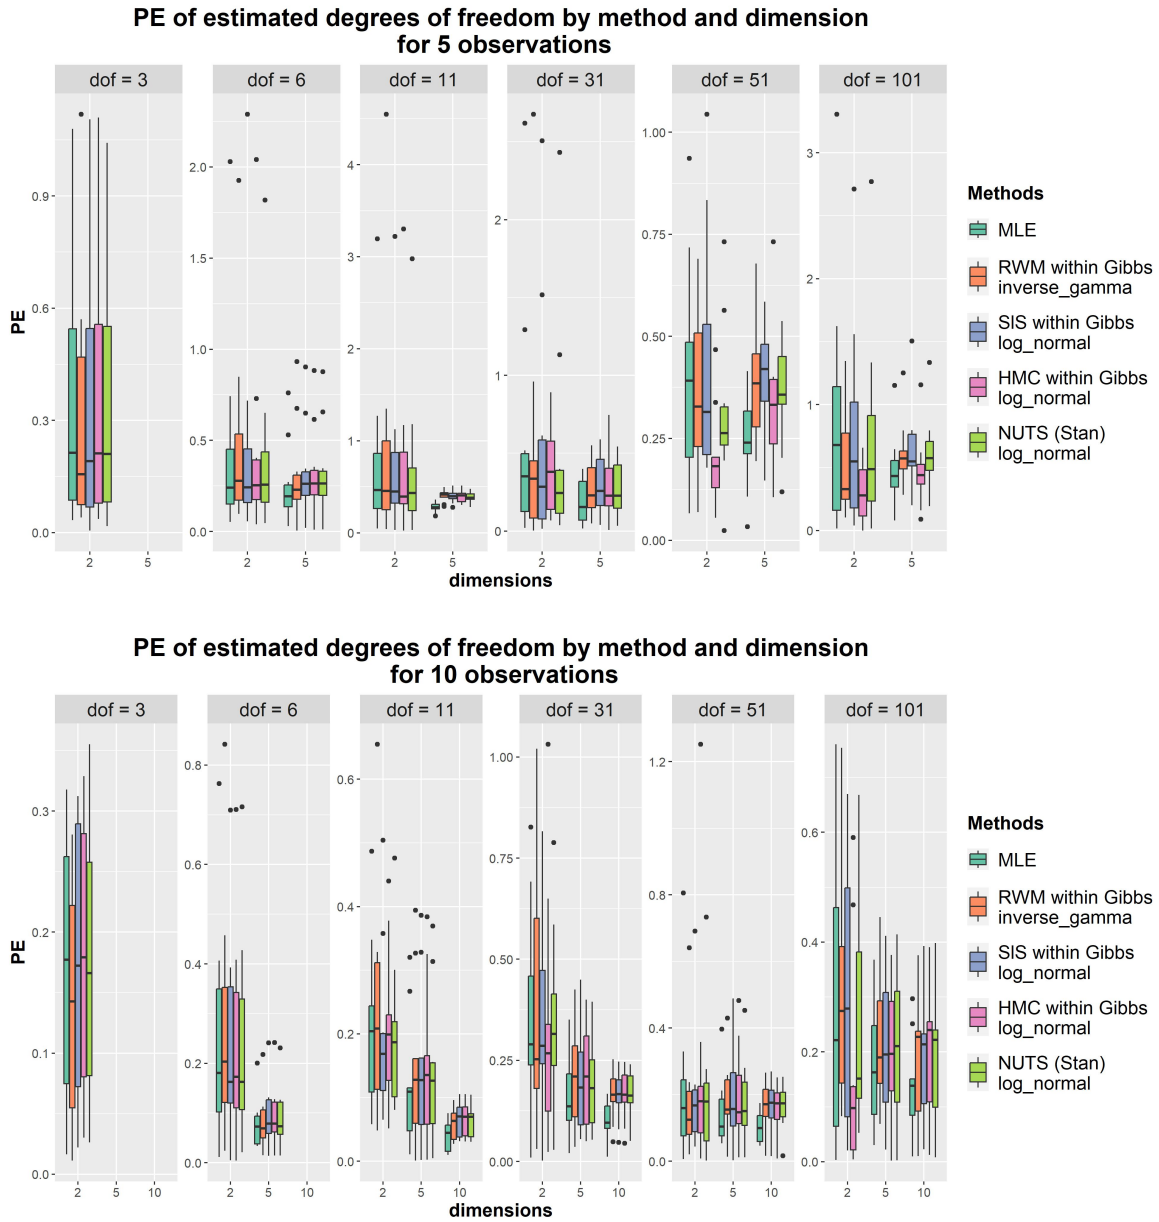 PE of estimated degrees of freedom by method and dimension
for 5 observations
dof = 3
dof = 6
dof = 11
dof = 31
dof = 51
dof = 101
PE
0.9
0.6
0.3
0.0
2.0
1.5
1.0
0.5
0.0
4
3
2
1
0
2
1
0
1.00
0.75
0.50
0.25
0.00
3
2
1
0
2 5
2 5
2 5
2 5
2 5
2 5
dimensions
Methods
MLE
RWM within Gibbs
inverse_gamma
SIS within Gibbs
log_normal
HMC within Gibbs
log_normal
NUTS (Stan)
log_normal
PE of estimated degrees of freedom by method and dimension
for 10 observations
dof = 3
dof = 6
dof = 11
dof = 31
dof = 51
dof = 101
PE
0.3
0.2
0.1
0.0
0.8
0.6
0.4
0.2
0.0
0.6
0.4
0.2
0.0
1.00
0.75
0.50
0.25
0.00
1.2
0.8
0.4
0.0
0.6
0.4
0.2
0.0
2 5 10
2 5 10
2 5 10
2 5 10
2 5 10
2 5 10
dimensions
Methods
MLE
RWM within Gibbs
inverse_gamma
SIS within Gibbs
log_normal
HMC within Gibbs
log_normal
NUTS (Stan)
log_normal